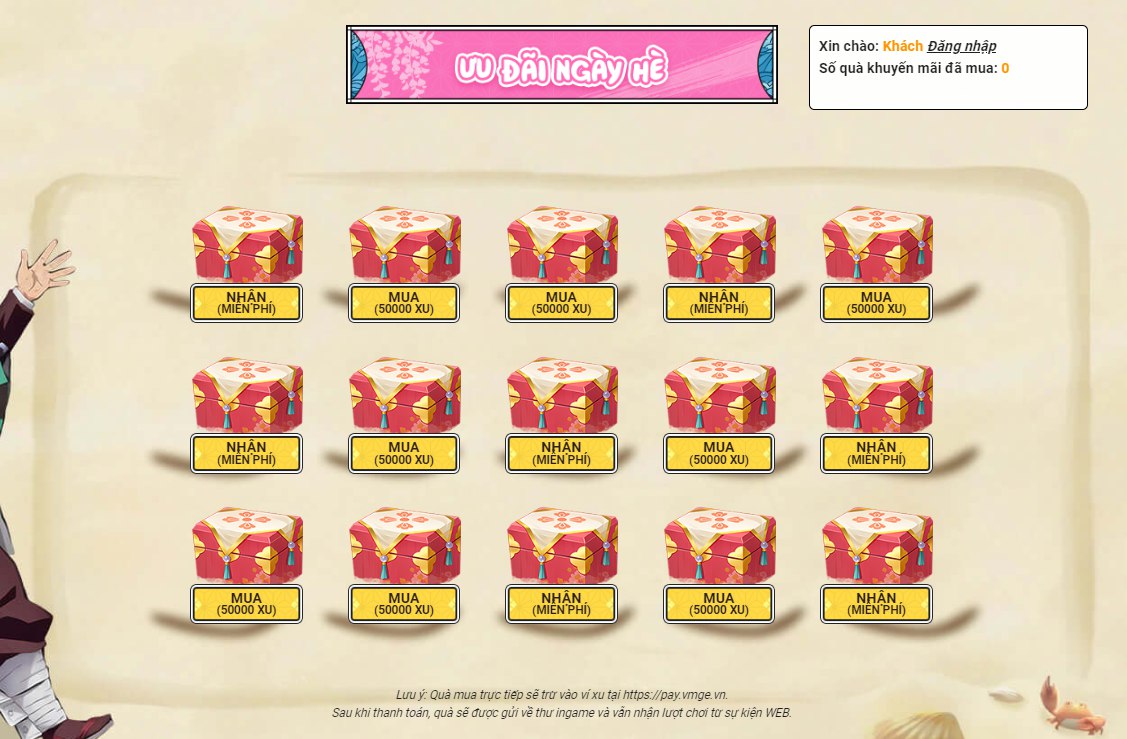 ƯU ĐÃI NGÀY HÈ
Xin chào: Khách Đăng nhập
Số quà khuyến mãi đã mua: 0
NHẬN
(MIỄN PHÍ)
MUA
(50000 XU)
MUA
(50000 XU)
NHẬN
(MIỄN PHÍ)
MUA
(50000 XU)
NHẬN
(MIỄN PHÍ)
MUA
(50000 XU)
NHẬN
(MIỄN PHÍ)
MUA
(50000 XU)
NHẬN
(MIỄN PHÍ)
MUA
(50000 XU)
MUA
(50000 XU)
NHẬN
(MIỄN PHÍ)
MUA
(50000 XU)
NHẬN
(MIỄN PHÍ)
Lưu ý: Quà mua trực tiếp sẽ trừ vào ví xu tại https://pay.vmge.vn.
Sau khi thanh toán, quà sẽ được gửi về thư ingame và vẫn nhận lượt chơi từ sự kiện WEB.